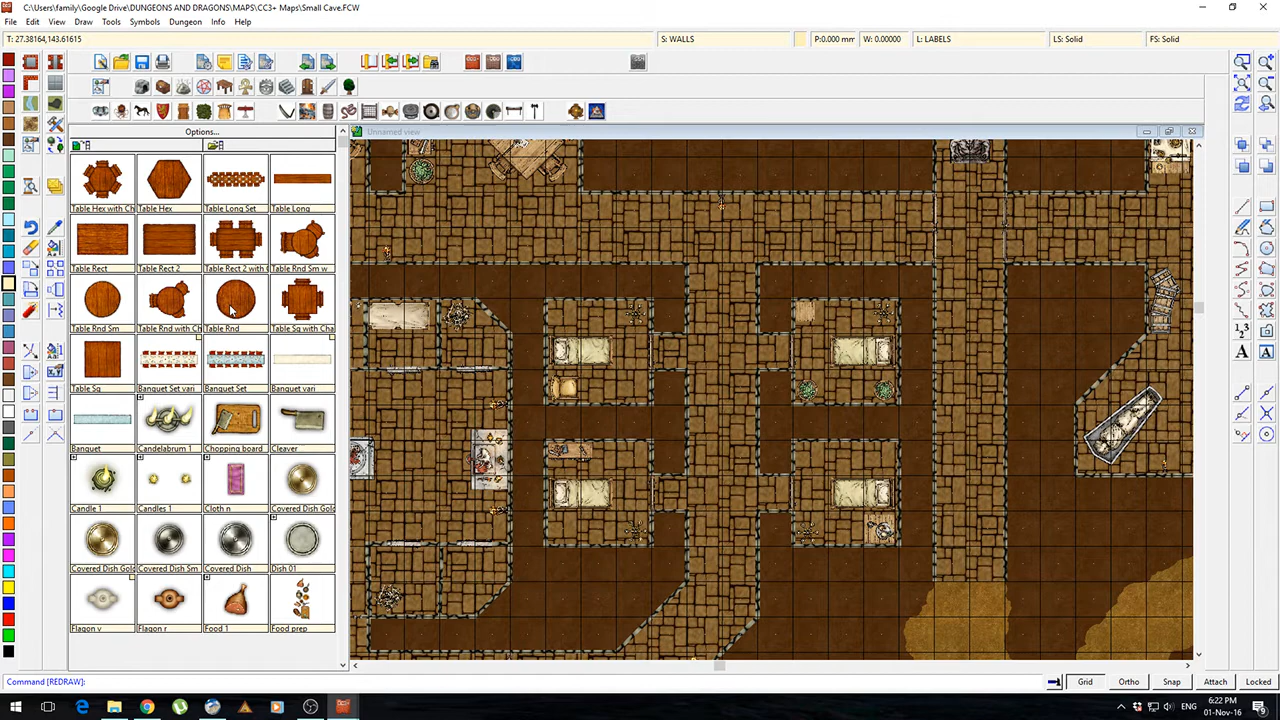 C:\Users\family\Google Drive\DUNGEONS AND DRAGONS\MAPS\CC3+ Maps\Small Cave.FCW
File Edit View Draw Tools Symbols Dungeon Info Help
T: 27.38164,143.61615 S: WALLS P:0.000 mm W: 0.00000 L: LABELS LS: Solid FS: Solid
Options...
Unnamed view
Table Hex with Ch Table Hex Table Long Set Table Long
Table Rect Table Rect 2 Table Rect 2 with Table Rnd Sm w
Table Rnd Sm Table Rnd with Ch Table Rnd Table Sq with Cha
Table Sq Banquet Set vari Banquet Set Banquet vari
Banquet Candelabrum 1 Chopping board Cleaver
Candle 1 Candles 1 Cloth n Covered Dish Gold
Covered Dish Gold Covered Dish Sm Covered Dish Dish 01
Flagon v Flagon r Food 1 Food prep
Command [REDRAW]:
Grid Ortho Snap Attach Locked
ENG
6:22 PM
01-Nov-16